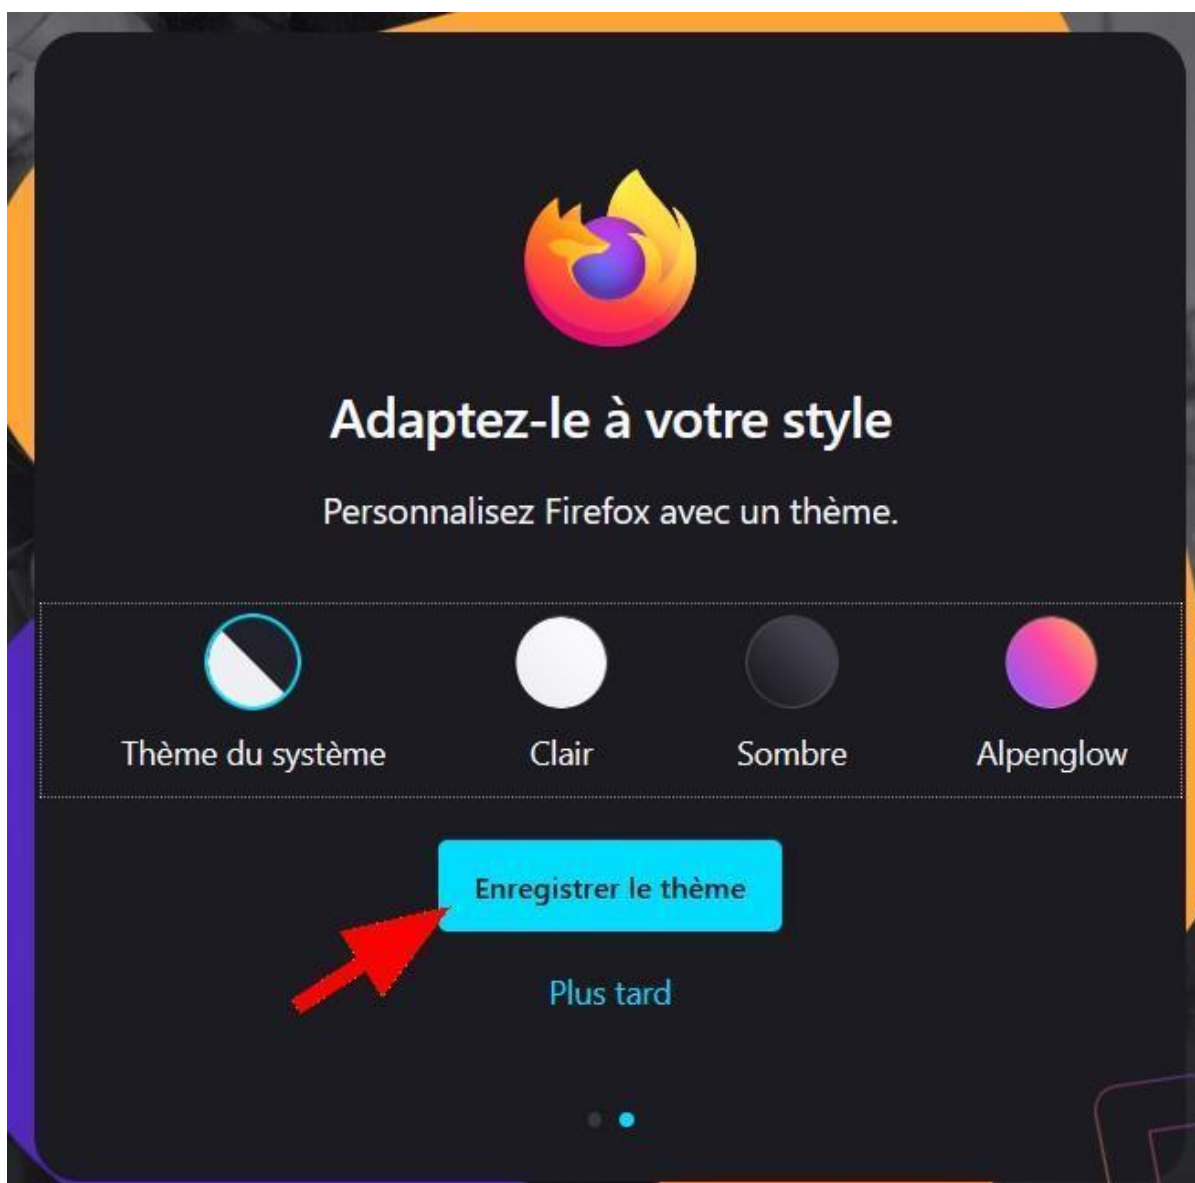 Adaptez-le à votre style
Personnalisez Firefox avec un thème.
Thème du système
Clair
Sombre
Alpenglow
Enregistrer le thème
Plus tard